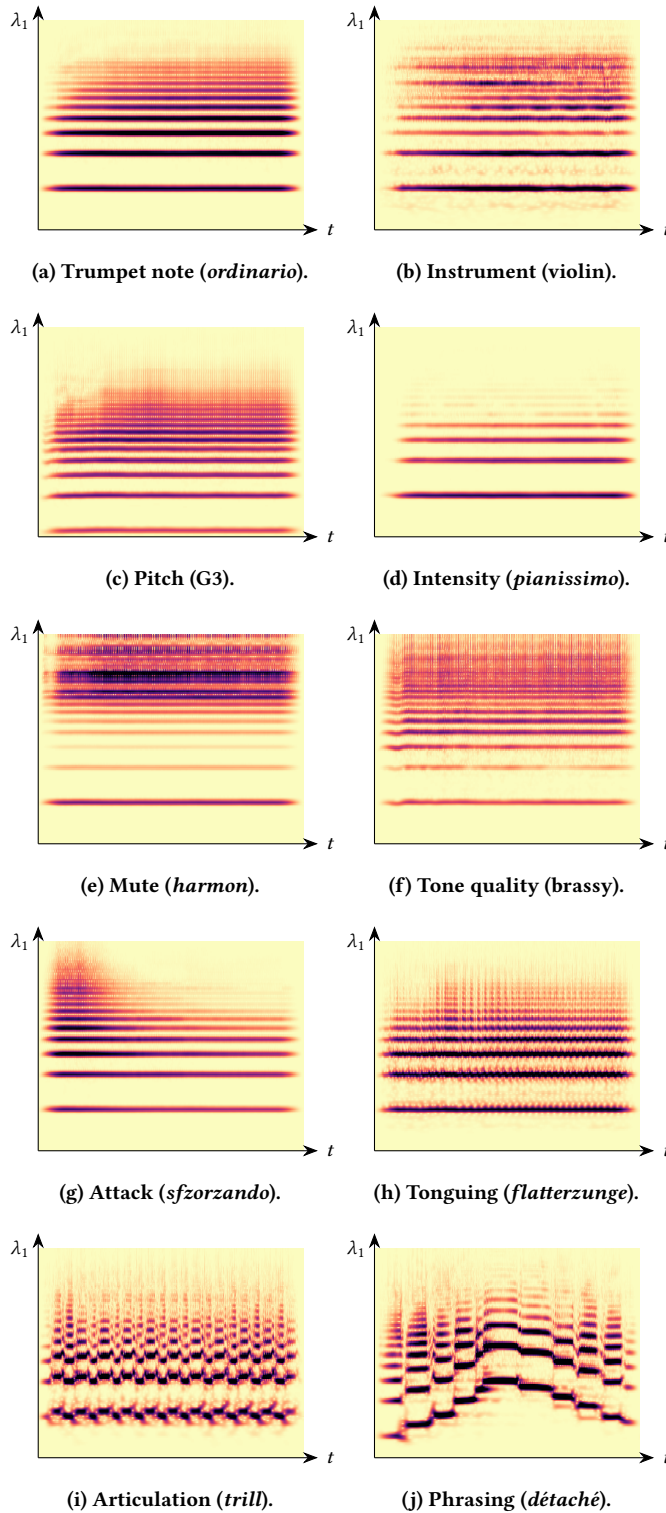 λ₁ λ₁
t t
(a) Trumpet note (ordinario). (b) Instrument (violin).
λ₁ λ₁
t t
(c) Pitch (G3). (d) Intensity (pianissimo).
λ₁ λ₁
t t
(e) Mute (harmon). (f) Tone quality (brassy).
λ₁ λ₁
t t
(g) Attack (sfzorzando). (h) Tonguing (flatterzunge).
λ₁ λ₁
t t
(i) Articulation (trill). (j) Phrasing (détaché).